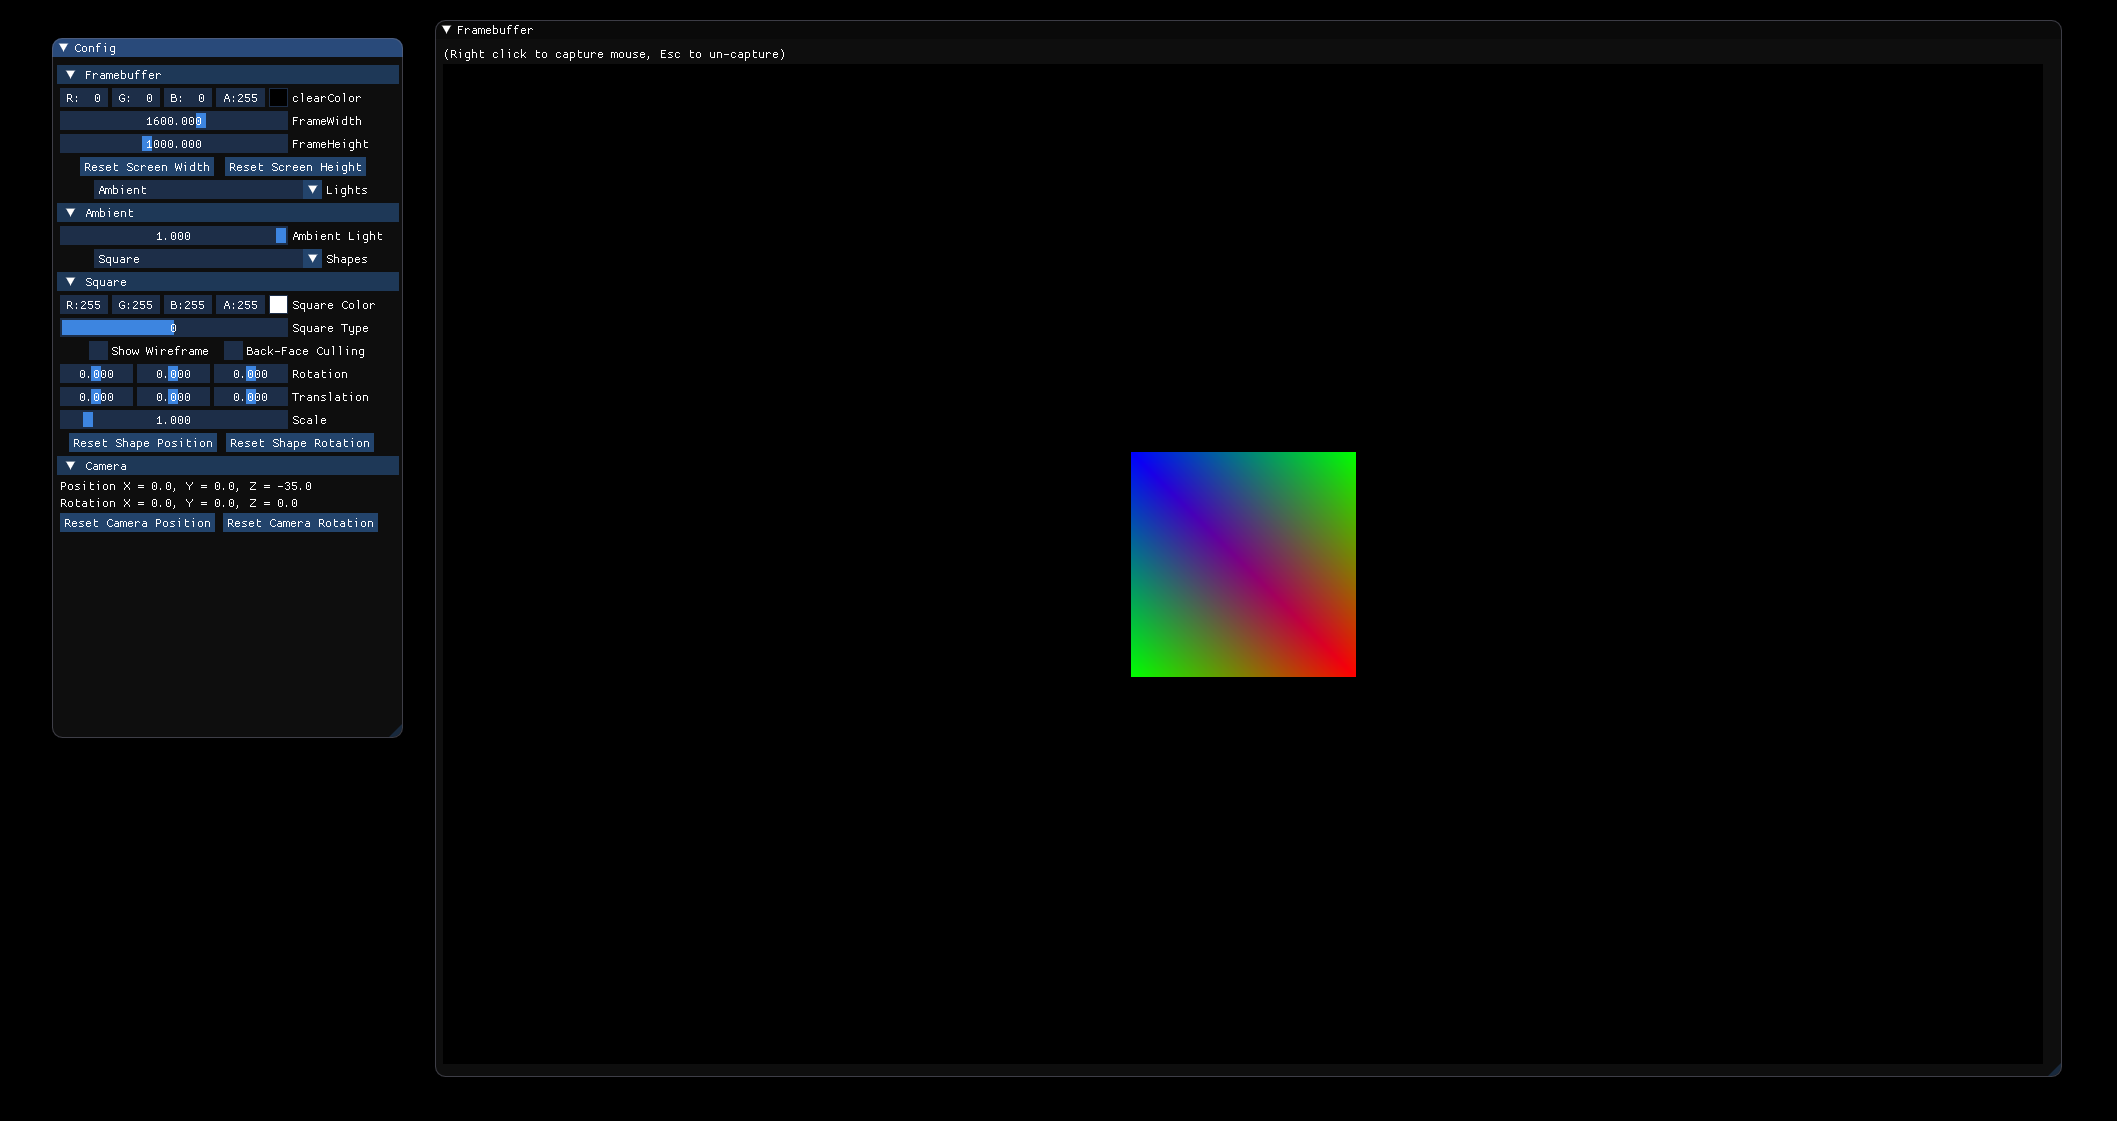 Config
Framebuffer
R: 0 G: 0 B: 0 A:255 clearColor
1600.000 FrameWidth
1000.000 FrameHeight
Reset Screen Width Reset Screen Height
Ambient Lights
Ambient
1.000 Ambient Light
Square Shapes
Square
R:255 G:255 B:255 A:255 Square Color
0 Square Type
Show Wireframe Back-Face Culling
0.000 0.000 0.000 Rotation
0.000 0.000 0.000 Translation
1.000 Scale
Reset Shape Position Reset Shape Rotation
Camera
Position X = 0.0, Y = 0.0, Z = -35.0
Rotation X = 0.0, Y = 0.0, Z = 0.0
Reset Camera Position Reset Camera Rotation
Framebuffer
(Right click to capture mouse, Esc to un-capture)